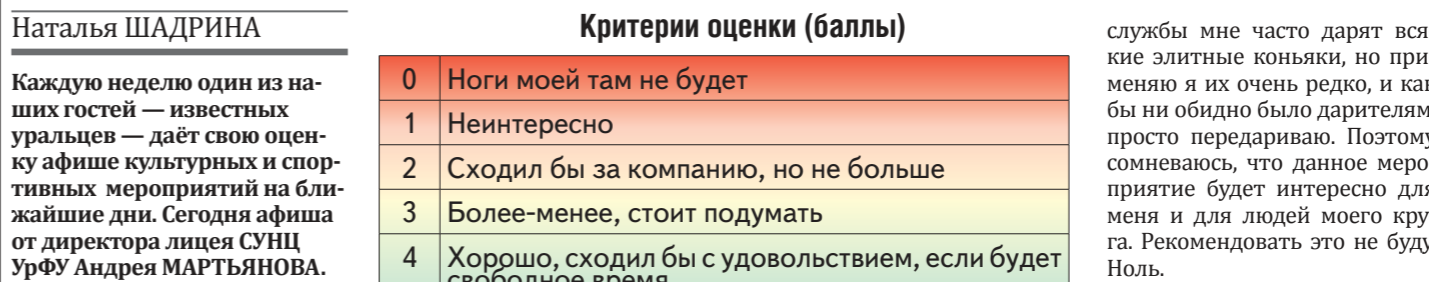 Наталья ШАДРИНА
Каждую неделю один из на-
ших гостей — известных
уральцев — даёт свою оцен-
ку афише культурных и спор-
тивных мероприятий на бли-
жайшие дни. Сегодня афиша
от директора лицея СУНЦ
УрФУ Андрея МАРТЬЯНОВА.
Критерии оценки (баллы)
0 Ноги моей там не будет
1 Неинтересно
2 Сходил бы за компанию, но не больше
3 Более-менее, стоит подумать
4 Хорошо, сходил бы с удовольствием, если будет
свободное время
службы мне часто дарят вся
кие элитные коньяки, но при
меняю я их очень редко, и как
бы ни обидно было дарителям
просто передариваю. Поэтому
сомневаюсь, что данное меро
приятие будет интересно для
меня и для людей моего кру
га. Рекомендовать это не буду
Ноль.